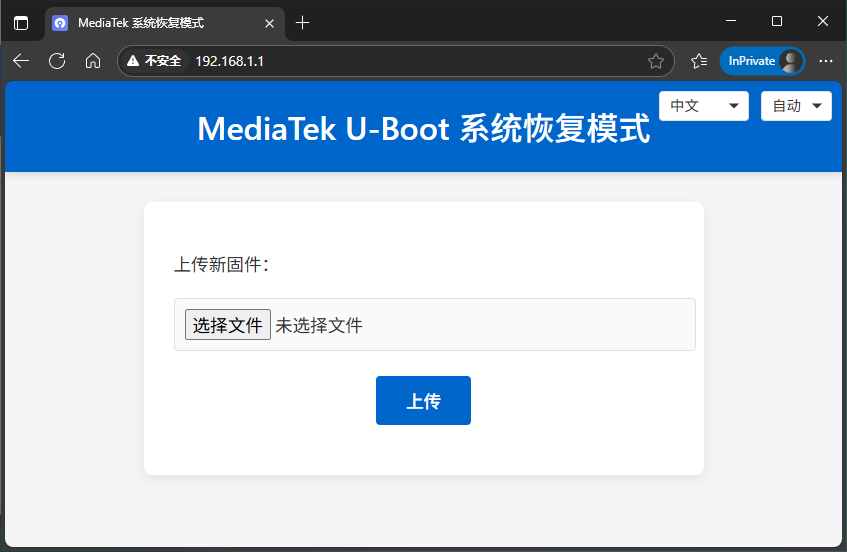 MediaTek 系统恢复模式
不安全 192.168.1.1 InPrivate
中文 自动
MediaTek U-Boot 系统恢复模式
上传新固件：
选择文件 未选择文件
上传